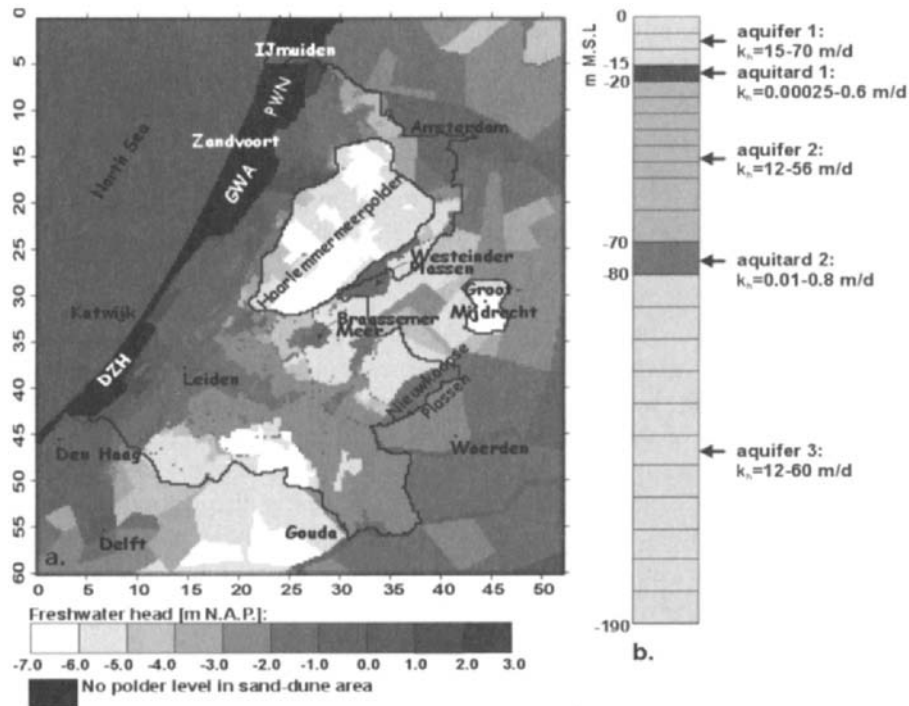 0
5
10
15
20
25
30
35
40
45
50
55
60
IJmuiden
PWN
Zandvoort
GWA
North Sea
Amsterdam
Haarlemmermeerpolder
Westeinder
Plassen
Groot
Mijdrecht
Braassemer
Meer
Katwijk
DZH
Leiden
Nieuwkoopse
Plassen
Den Haag
Woerden
Gouda
Delft
a.
0 5 10 15 20 25 30 35 40 45 50
Freshwater head [m N.A.P.]:
-7.0 -6.0 -5.0 -4.0 -3.0 -2.0 -1.0 0.0 1.0 2.0 3.0
No polder level in sand-dune area
m M.S.L
0
-15
-20
-70
-80
-190
aquifer 1:
kh=15-70 m/d
aquitard 1:
kh=0.00025-0.6 m/d
aquifer 2:
kh=12-56 m/d
aquitard 2:
kh=0.01-0.8 m/d
aquifer 3:
kh=12-60 m/d
b.